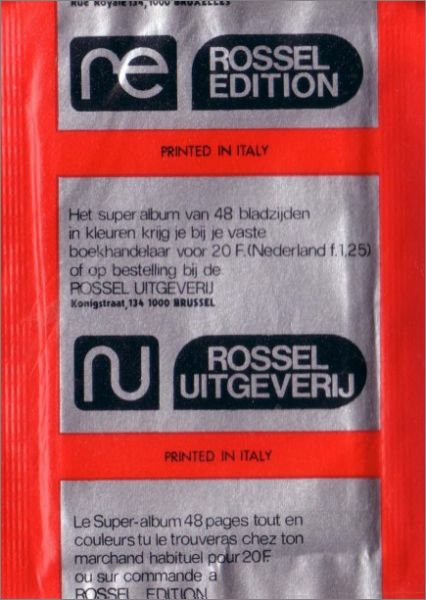 Rue Royale 134, 1000 BRUXELLES
re
ROSSEL
EDITION
PRINTED IN ITALY
Het super album van 48 bladzijden
in kleuren krijg je bij je vaste
boekhandelaar voor 20 F. (Nederland f. 1,25)
of op bestelling bij de
ROSSEL UITGEVERIJ
Konigstraat, 134 1000 BRUSSEL
ru
ROSSEL
UITGEVERIJ
PRINTED IN ITALY
Le Super-album 48 pages tout en
couleurs tu le trouveras chez ton
marchand habituel pour 20F.
ou sur commande a
ROSSEL EDITION